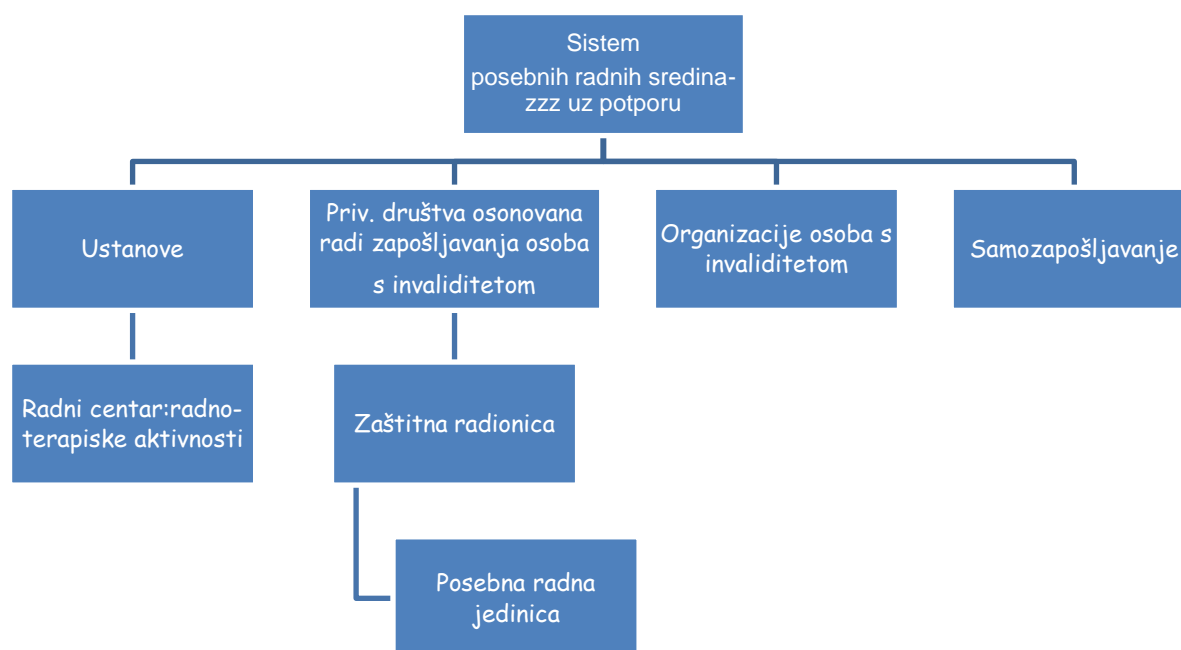 Sistem
posebnih radnih sredina-
zzz uz potporu
Ustanove
Priv. društva osonovana
radi zapošljavanja osoba
s invaliditetom
Organizacije osoba s
invaliditetom
Samozapošljavanje
Radni centar:radno-
terapiske aktivnosti
Zaštitna radionica
Posebna radna
jedinica